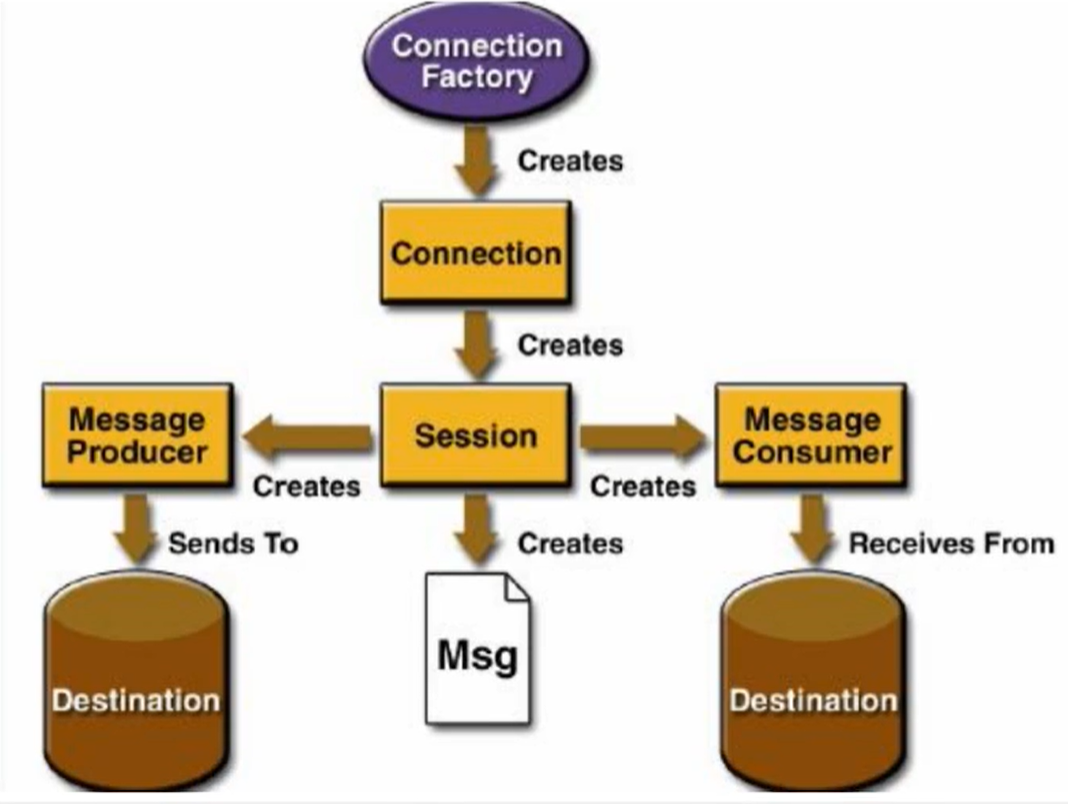 Connection
Factory
Creates
Connection
Creates
Message
Producer
Session
Message
Consumer
Creates
Creates
Sends To
Creates
Receives From
Msg
Destination
Destination